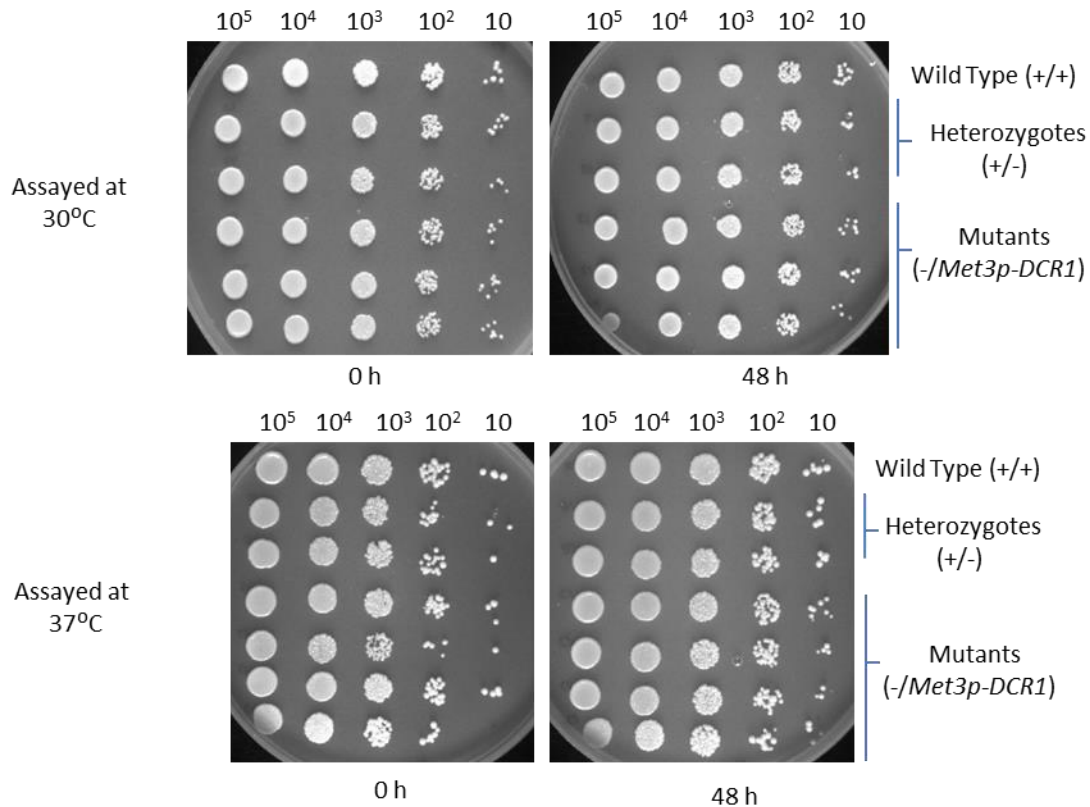 10⁵ 10⁴ 10³ 10² 10 10⁵ 10⁴ 10³ 10² 10
Wild Type (+/+)
Heterozygotes
(+/-)
Assayed at
30⁰C
Mutants
(-/Met3p-DCR1)
0 h 48 h
10⁵ 10⁴ 10³ 10² 10 10⁵ 10⁴ 10³ 10² 10
Wild Type (+/+)
Heterozygotes
(+/-)
Assayed at
37⁰C
Mutants
(-/Met3p-DCR1)
0 h 48 h